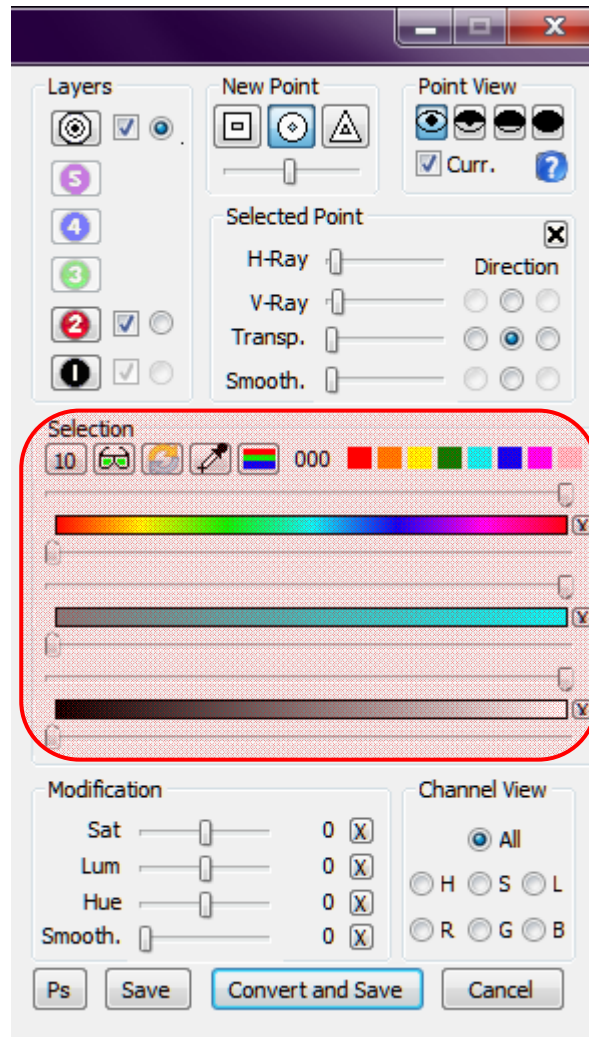 Layers
New Point
Point View
5
4
3
2
1
Curr.
?
Selected Point
X
H-Ray
Direction
V-Ray
Transp.
Smooth.
Selection
10
000
X
X
X
Modification
Channel View
Sat 0 X
All
Lum 0 X
H S L
Hue 0 X
R G B
Smooth. 0 X
Ps Save Convert and Save Cancel